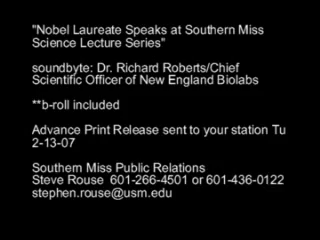 "Nobel Laureate Speaks at Southern Miss
Science Lecture Series"
soundbyte: Dr. Richard Roberts/Chief
Scientific Officer of New England Biolabs
**b-roll included
Advance Print Release sent to your station Tu
2-13-07
Southern Miss Public Relations
Steve Rouse  601-266-4501 or 601-436-0122
stephen.rouse@usm.edu